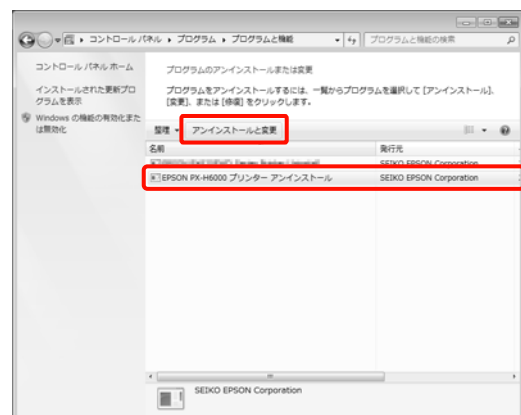 コントロール パネル ▸ プログラム ▸ プログラムと機能
プログラムと機能の検索
コントロール パネル ホーム
インストールされた更新プロ
グラムを表示
Windows の機能の有効化また
は無効化
プログラムのアンインストールまたは変更
プログラムをアンインストールするには、一覧からプログラムを選択して [アンインストール]、
[変更]、または [修復] をクリックします。
整理 アンインストールと変更
名前 発行元
SEIKO EPSON Corporation
EPSON PX-H6000 プリンター アンインストール SEIKO EPSON Corporation
SEIKO EPSON Corporation